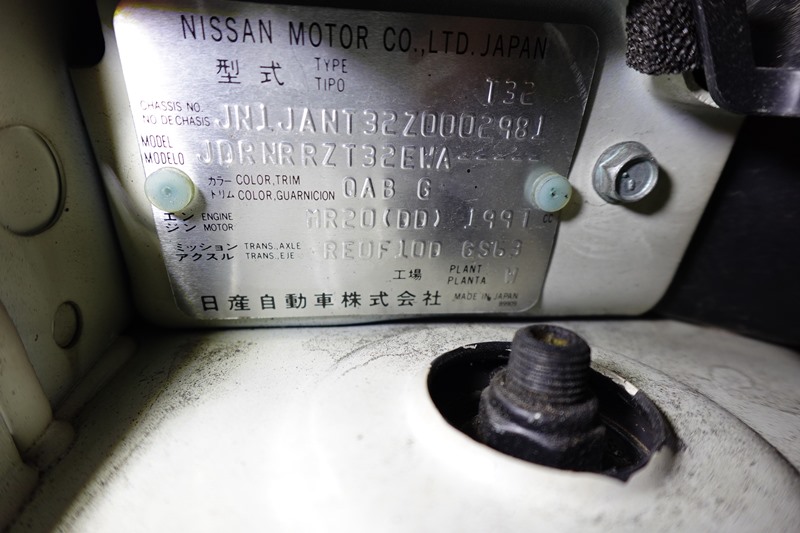 NISSAN MOTOR CO.,LTD.JAPAN
型式 TYPE TIPO T32
CHASSIS NO. NO DE CHASIS JN1JANT32Z0002981
MODEL MODELO JDRNRRZT32EWA-----
カラー トリム COLOR,TRIM COLOR,GUARNICION QAB G
エンジン ENGINE MOTOR MR20(DD) 1997 cc
ミッション アクスル TRANS.,AXLE TRANS.,EJE RE0F10D GS63
工場 PLANT PLANTA W
日産自動車株式会社 MADE IN JAPAN